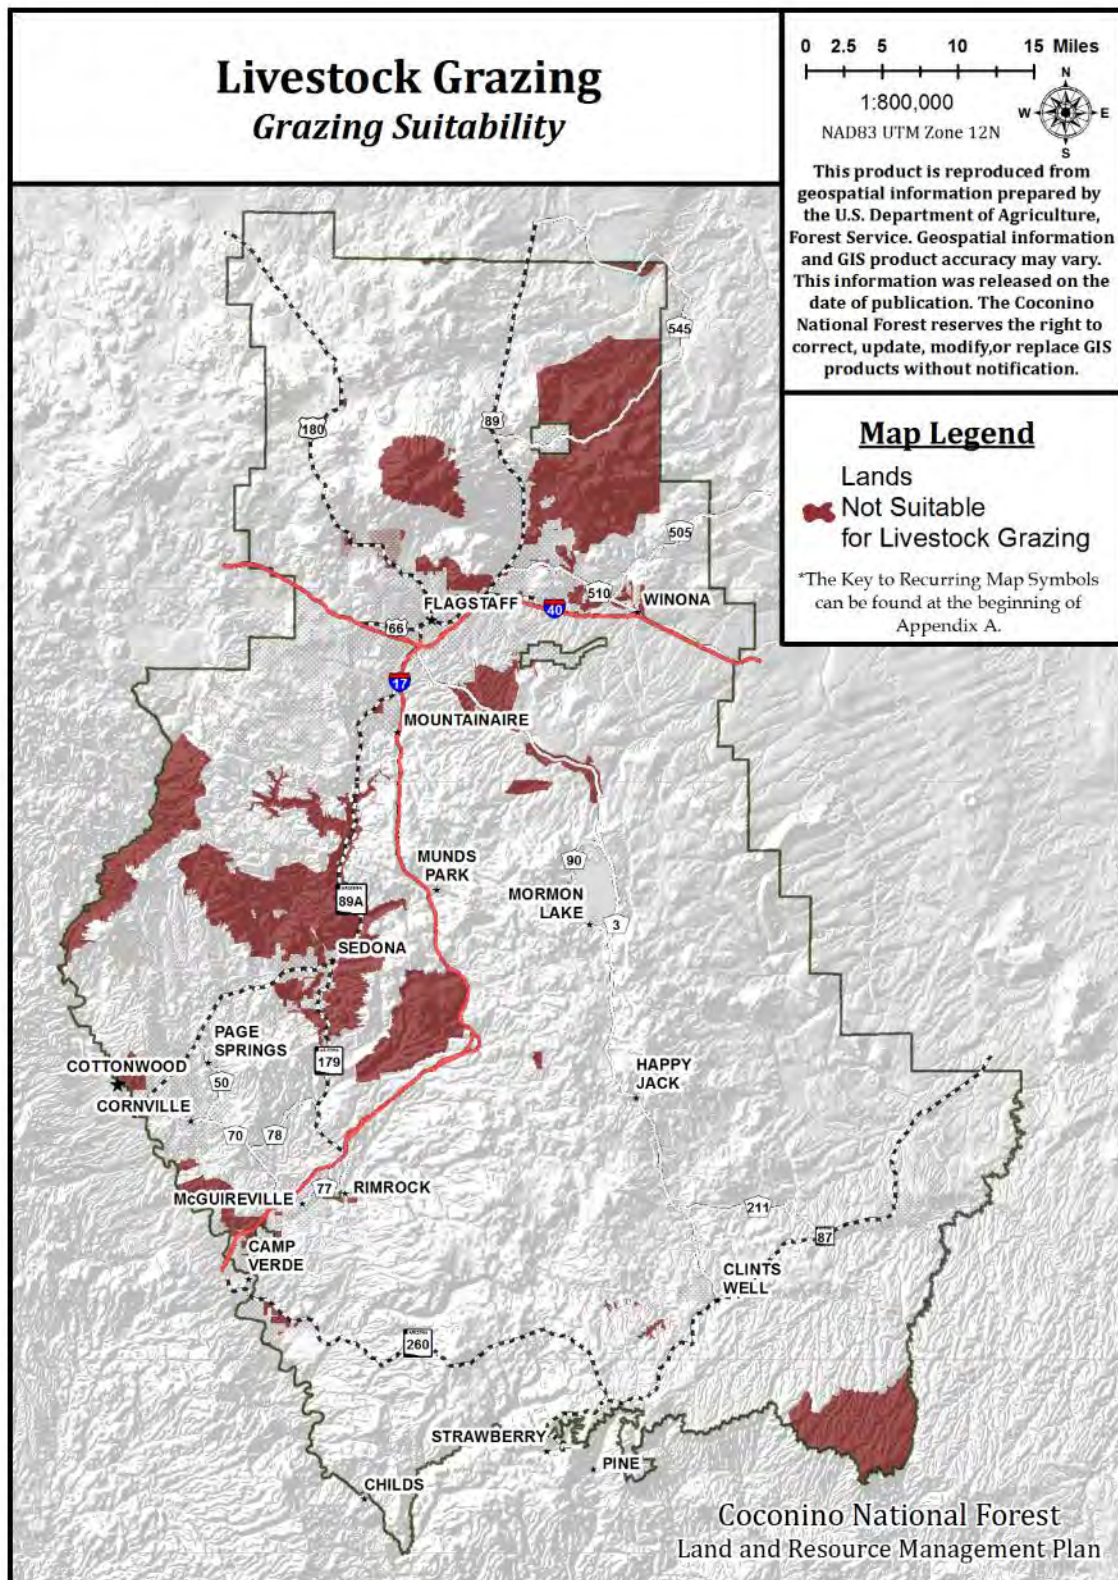 Livestock Grazing
Grazing Suitability
0 2.5 5 10 15 Miles
1:800,000
NAD83 UTM Zone 12N
N
W E
S
This product is reproduced from
geospatial information prepared by
the U.S. Department of Agriculture,
Forest Service. Geospatial information
and GIS product accuracy may vary.
This information was released on the
date of publication. The Coconino
National Forest reserves the right to
correct, update, modify,or replace GIS
products without notification.
Map Legend
Lands
Not Suitable
for Livestock Grazing
*The Key to Recurring Map Symbols
can be found at the beginning of
Appendix A.
545
89
180
505
510
FLAGSTAFF
40
WINONA
66
17
MOUNTAINAIRE
MUNDS
PARK
90
MORMON
LAKE
3
ARIZONA
89A
SEDONA
PAGE
SPRINGS
ARIZONA
179
COTTONWOOD
50
HAPPY
JACK
CORNVILLE
70
78
77
RIMROCK
McGUIREVILLE
211
87
CAMP
VERDE
CLINTS
WELL
ARIZONA
260
STRAWBERRY
PINE
CHILDS
Coconino National Forest
Land and Resource Management Plan